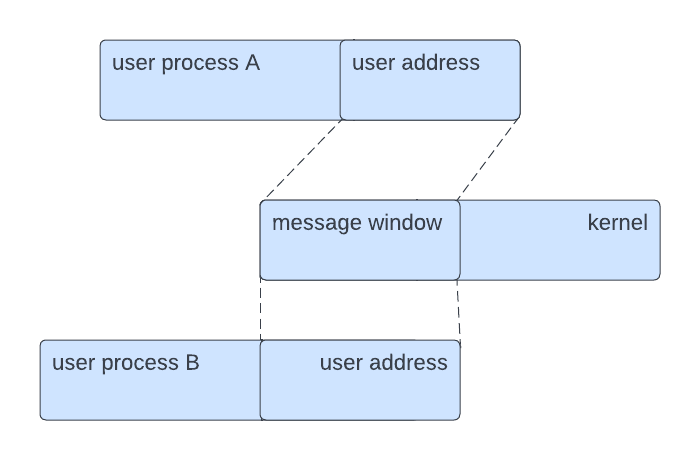 user process A
user address
message window
kernel
user process B
user address